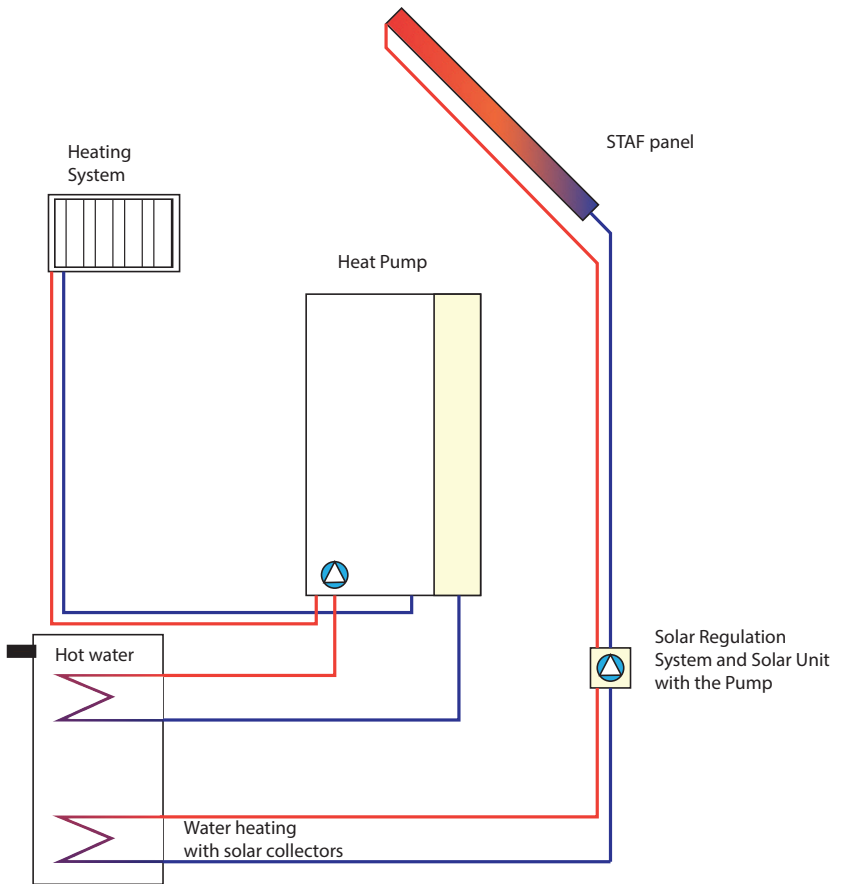 STAF panel
Heating
System
Heat Pump
Solar Regulation
System and Solar Unit
with the Pump
Hot water
Water heating
with solar collectors